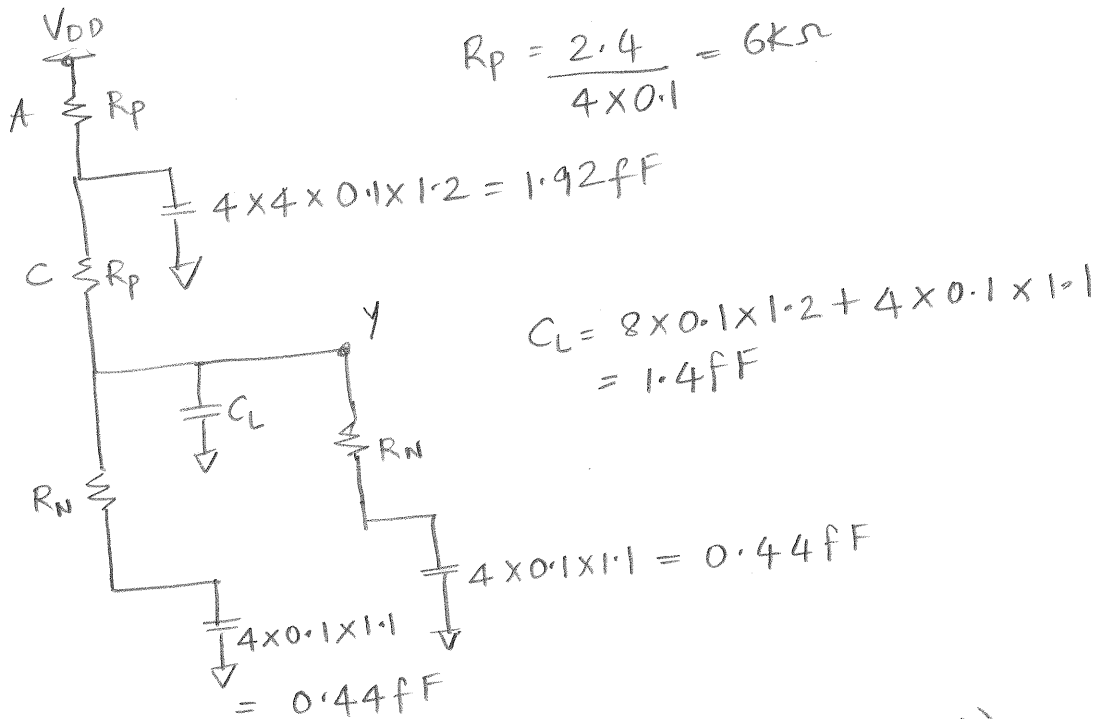 VDD
Rp = 2.4 / 4 × 0.1 = 6kΩ
A Rp
4 × 4 × 0.1 × 1.2 = 1.92fF
C Rp
Y
CL = 8 × 0.1 × 1.2 + 4 × 0.1 × 1.1
= 1.4fF
CL
RN
RN
4 × 0.1 × 1.1 = 0.44fF
4 × 0.1 × 1.1
= 0.44fF